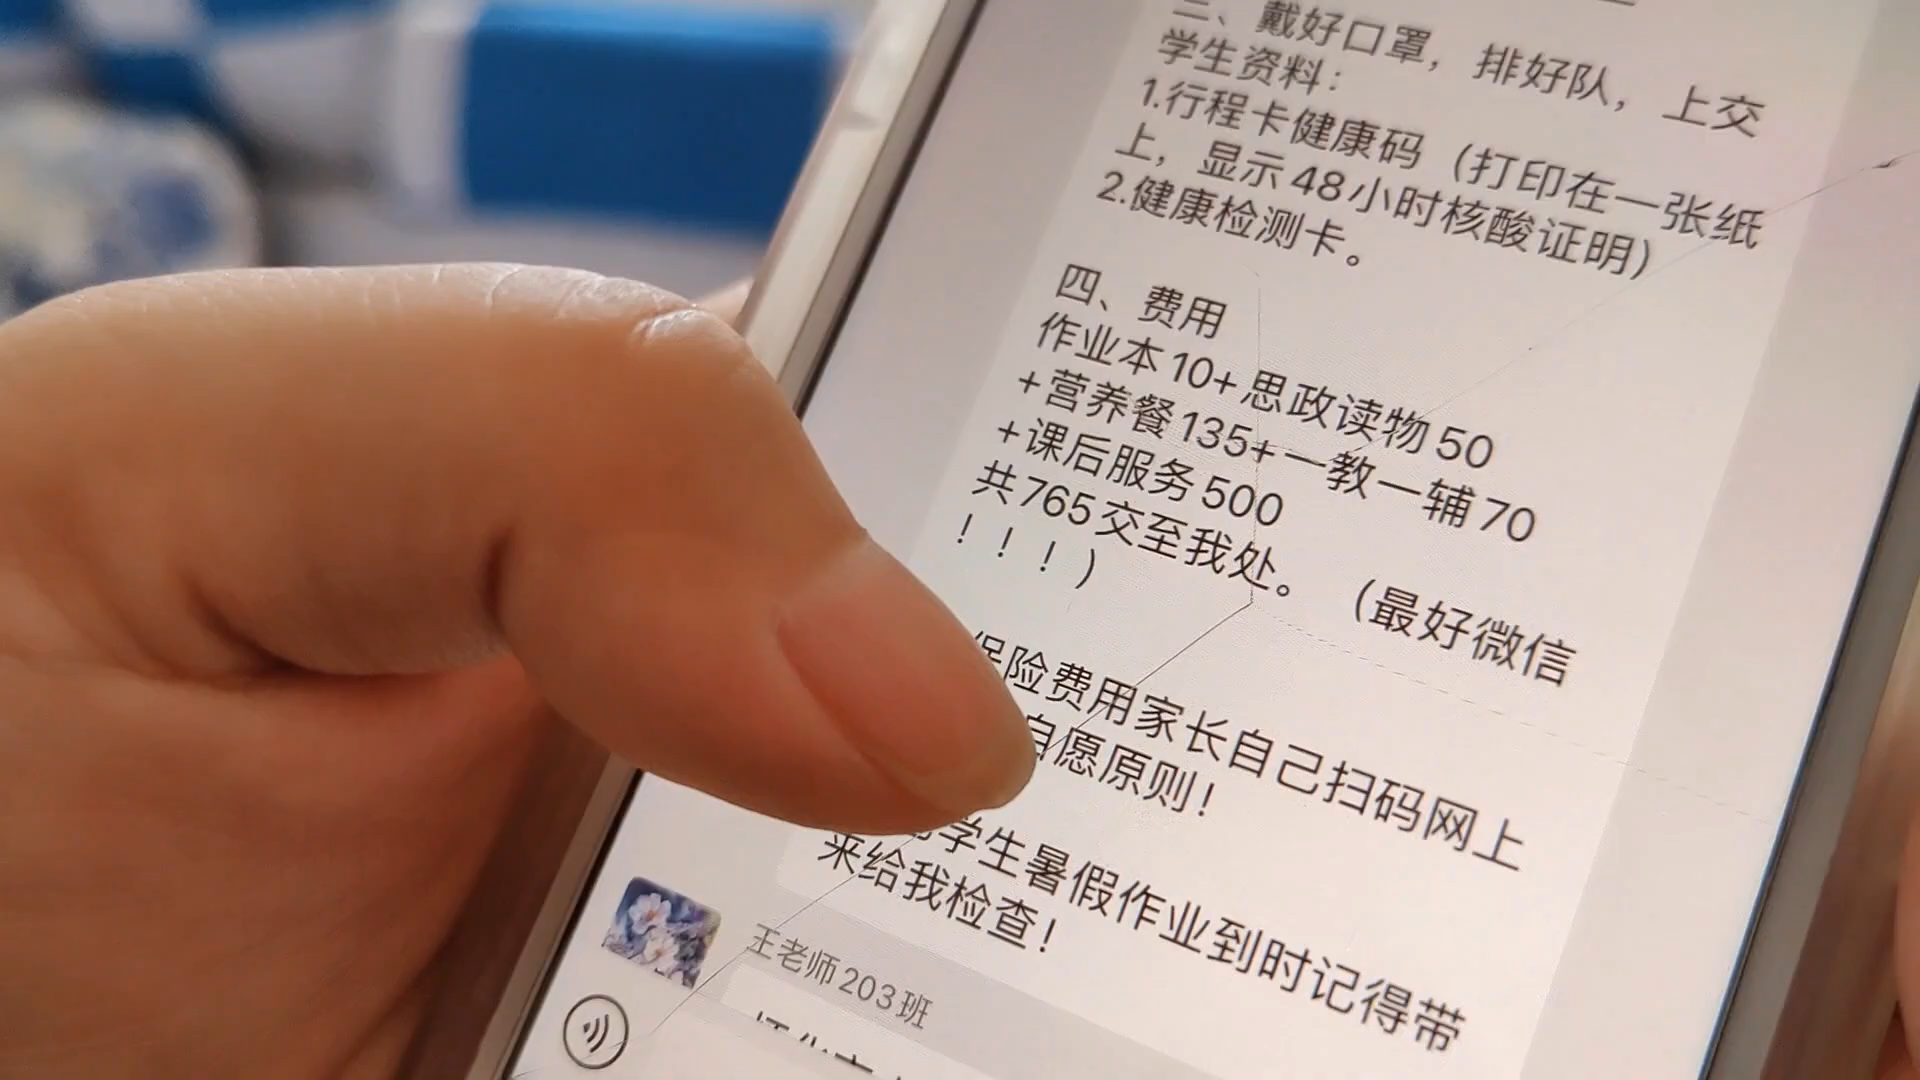 三、戴好口罩，排好队，上交
学生资料：
1.行程卡健康码（打印在一张纸
上，显示48小时核酸证明）
2.健康检测卡。
四、费用
作业本10+思政读物50
+营养餐135+一教一辅70
+课后服务500
共765交至我处。（最好微信
！！！）
保险费用家长自己扫码网上
自愿原则！
学生暑假作业到时记得带
来给我检查！
王老师203班